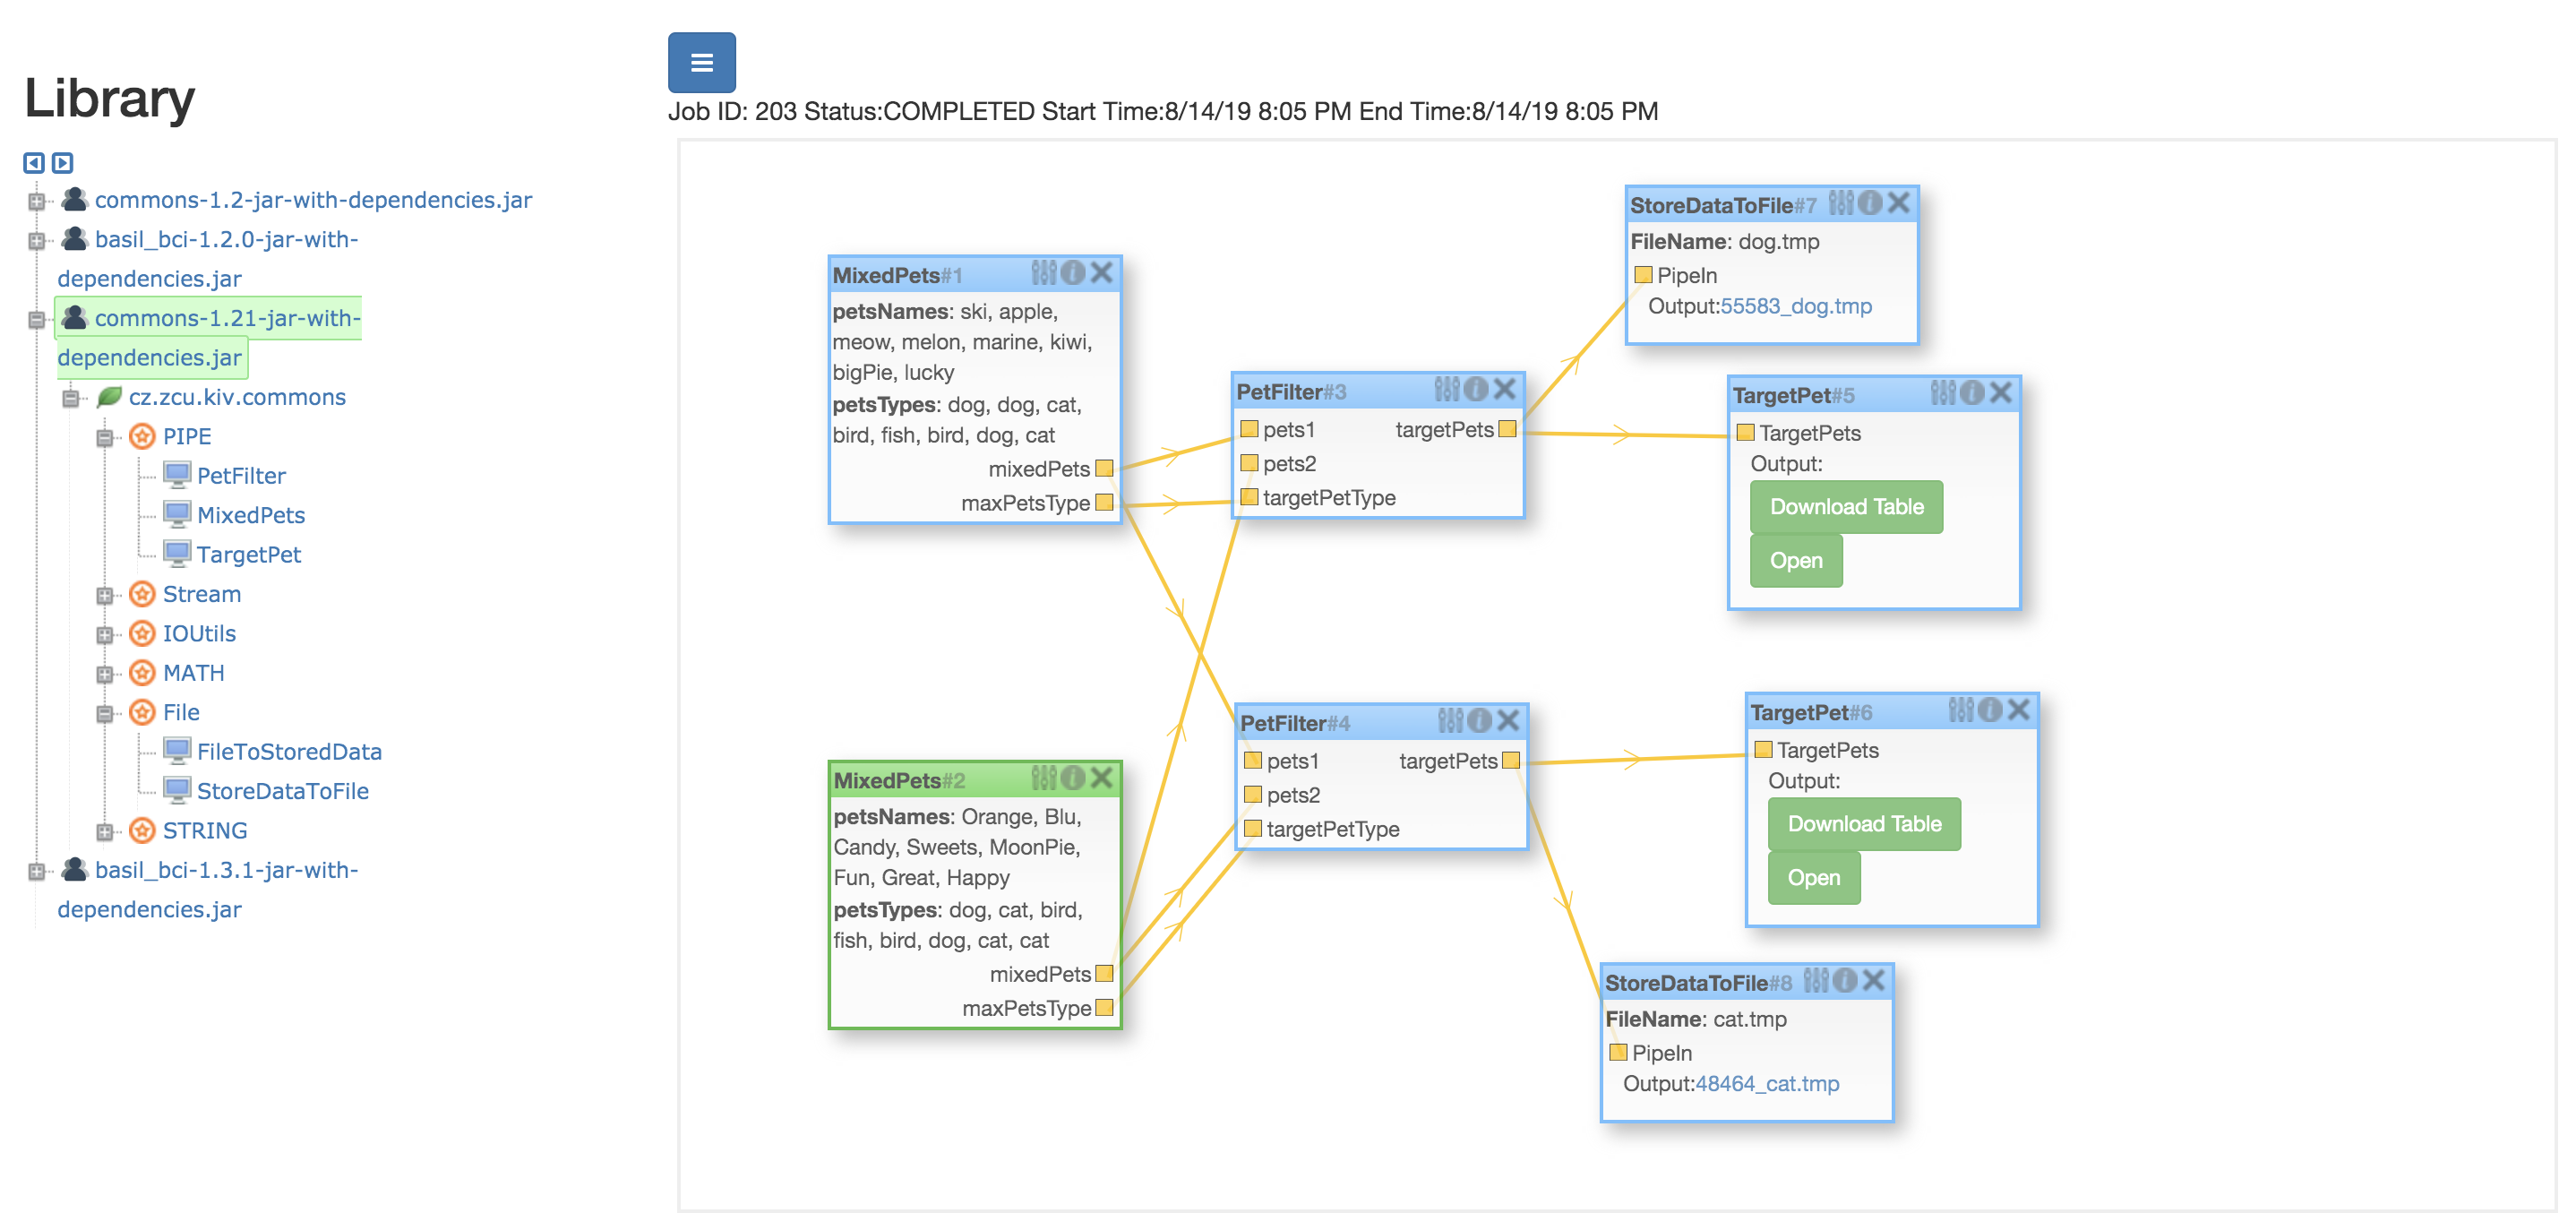 Library
commons-1.2-jar-with-dependencies.jar
basil_bci-1.2.0-jar-with-
dependencies.jar
commons-1.21-jar-with-
dependencies.jar
cz.zcu.kiv.commons
PIPE
PetFilter
MixedPets
TargetPet
Stream
IOUtils
MATH
File
FileToStoredData
StoreDataToFile
STRING
basil_bci-1.3.1-jar-with-
dependencies.jar
Job ID: 203 Status:COMPLETED Start Time:8/14/19 8:05 PM End Time:8/14/19 8:05 PM
MixedPets#1
petsNames: ski, apple,
meow, melon, marine, kiwi,
bigPie, lucky
petsTypes: dog, dog, cat,
bird, fish, bird, dog, cat
mixedPets
maxPetsType
MixedPets#2
petsNames: Orange, Blu,
Candy, Sweets, MoonPie,
Fun, Great, Happy
petsTypes: dog, cat, bird,
fish, bird, dog, cat, cat
mixedPets
maxPetsType
PetFilter#3
pets1 targetPets
pets2
targetPetType
PetFilter#4
pets1 targetPets
pets2
targetPetType
StoreDataToFile#7
FileName: dog.tmp
PipeIn
Output:55583_dog.tmp
TargetPet#5
TargetPets
Output:
Download Table
Open
TargetPet#6
TargetPets
Output:
Download Table
Open
StoreDataToFile#8
FileName: cat.tmp
PipeIn
Output:48464_cat.tmp